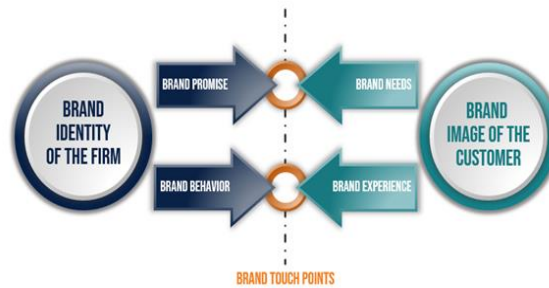 BRAND PROMISE
BRAND NEEDS
BRAND
IDENTITY
OF THE FIRM
BRAND
IMAGE OF THE
CUSTOMER
BRAND BEHAVIOR
BRAND EXPERIENCE
BRAND TOUCH POINTS